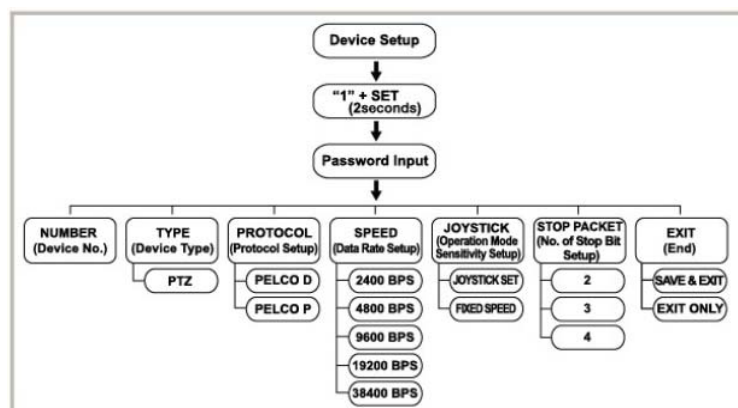 Device Setup
“1” + SET
(2seconds)
Password Input
NUMBER
(Device No.)
TYPE
(Device Type)
PTZ
PROTOCOL
(Protocol Setup)
PELCO D
PELCO P
SPEED
(Data Rate Setup)
2400 BPS
4800 BPS
9600 BPS
19200 BPS
38400 BPS
JOYSTICK
(Operation Mode
Sensitivity Setup)
JOYSTICK SET
FIXED SPEED
STOP PACKET
(No. of Stop Bit
Setup)
2
3
4
EXIT
(End)
SAVE & EXIT
EXIT ONLY